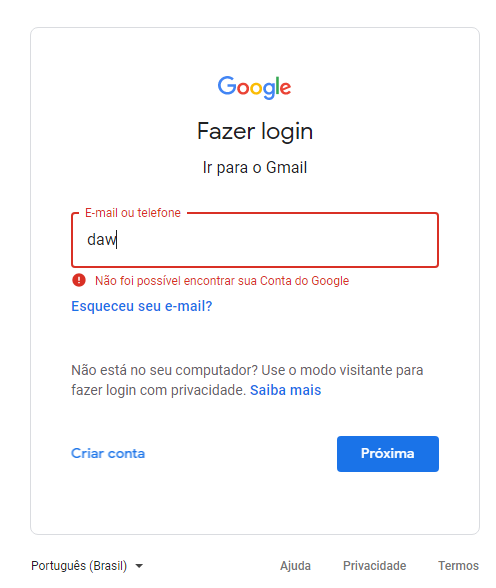 Google
Fazer login
Ir para o Gmail
E-mail ou telefone
daw
Não foi possível encontrar sua Conta do Google
Esqueceu seu e-mail?
Não está no seu computador? Use o modo visitante para
fazer login com privacidade. Saiba mais
Criar conta
Próxima
Português (Brasil)
Ajuda
Privacidade
Termos